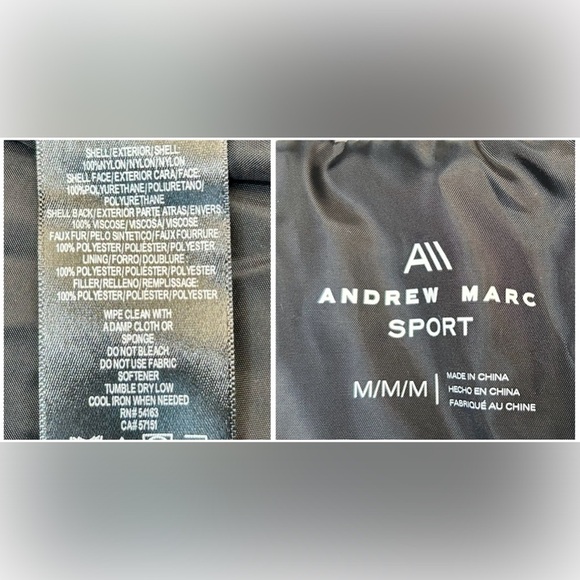 SHELL/EXTERIOR/SHELL:
100%NYLON/NYLON/NYLON
SHELL FACE/EXTERIOR CARA/FACE:
100%POLYURETHANE/POLIURETANO/
POLYURÉTHANE
SHELL BACK/EXTERIOR PARTE ATRAS/ENVERS
100% VISCOSE/VISCOSA/VISCOSE
FAUX FUR/PELO SINTETICO/FAUX FOURRURE
100% POLYESTER/POLIÉSTER/POLYESTER
LINING/FORRO/DOUBLURE:
100% POLYESTER/POLIÉSTER/POLYESTER
FILLER/RELLENO/REMPLISSAGE:
100% POLYESTER/POLIÉSTER/POLYESTER
WIPE CLEAN WITH
A DAMP CLOTH OR
SPONGE
DO NOT BLEACH
DO NOT USE FABRIC
SOFTENER
TUMBLE DRY LOW
COOL IRON WHEN NEEDED
RN# 54163
CA# 57151
ANDREW MARC
SPORT
M/M/M
MADE IN CHINA
HECHO EN CHINA
FABRIQUÉ AU CHINE